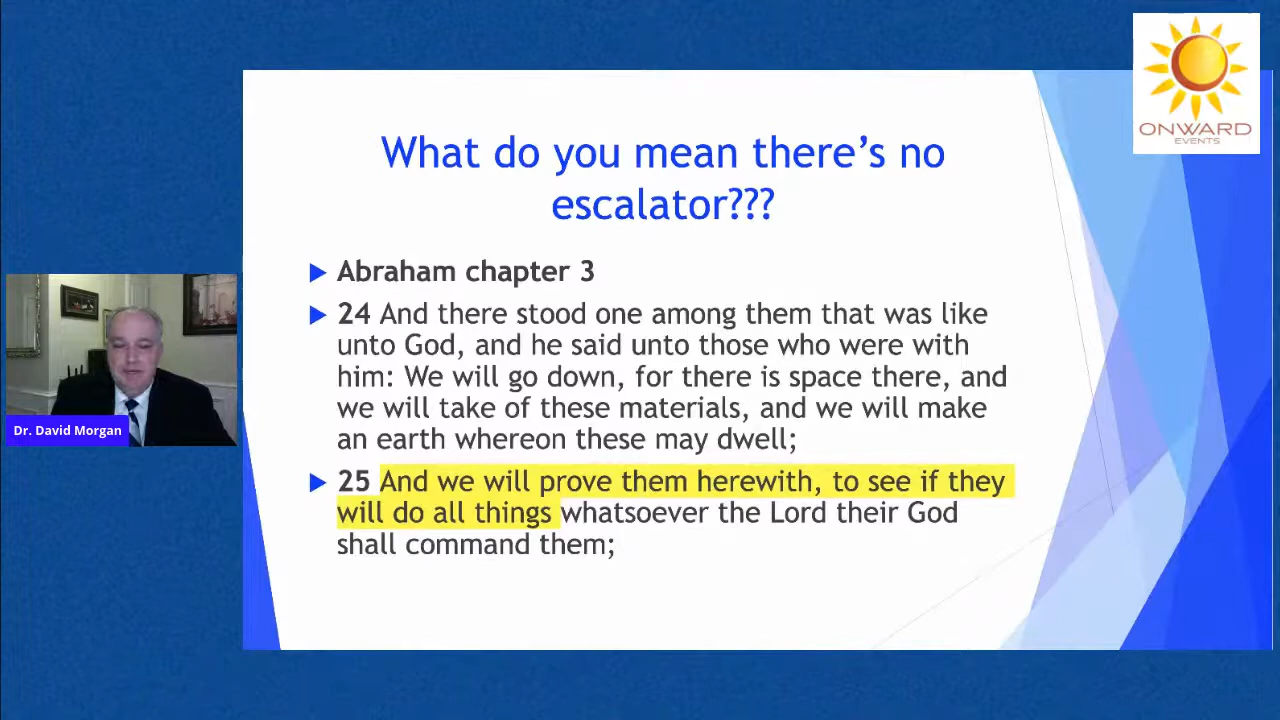 ONWARD
EVENTS
What do you mean there’s no
escalator???
Abraham chapter 3
24 And there stood one among them that was like
unto God, and he said unto those who were with
him: We will go down, for there is space there, and
we will take of these materials, and we will make
an earth whereon these may dwell;
25 And we will prove them herewith, to see if they
will do all things whatsoever the Lord their God
shall command them;
Dr. David Morgan